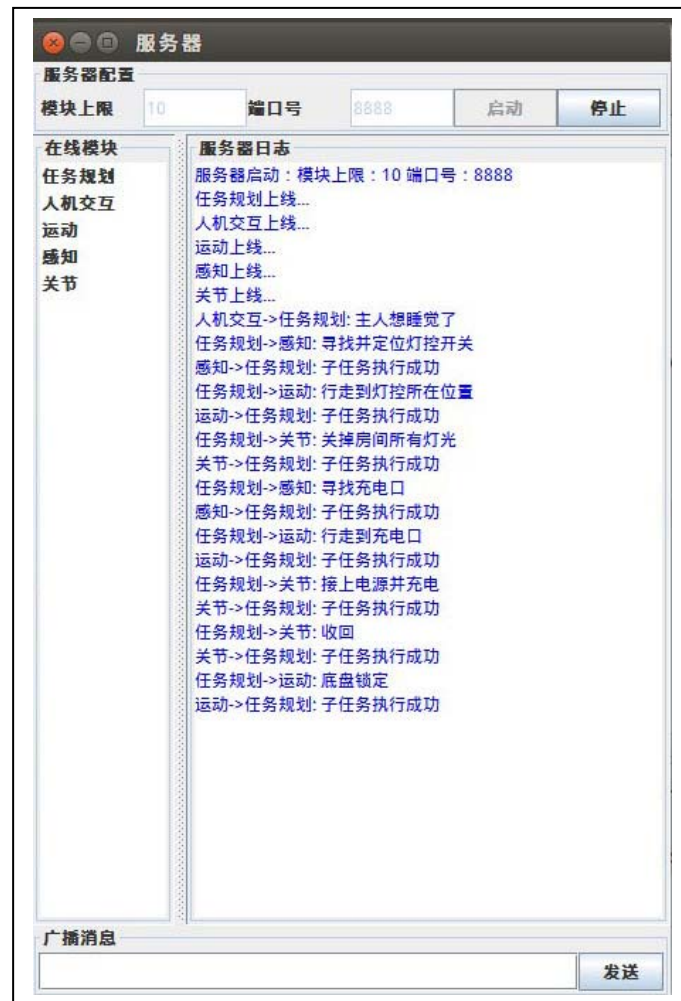 服务器
服务器配置
模块上限 10 端口号 8888 启动 停止
在线模块
任务规划
人机交互
运动
感知
关节
服务器日志
服务器启动：模块上限：10 端口号：8888
任务规划上线...
人机交互上线...
运动上线...
感知上线...
关节上线...
人机交互->任务规划: 主人想睡觉了
任务规划->感知: 寻找并定位灯控开关
感知->任务规划: 子任务执行成功
任务规划->运动: 行走到灯控所在位置
运动->任务规划: 子任务执行成功
任务规划->关节: 关掉房间所有灯光
关节->任务规划: 子任务执行成功
任务规划->感知: 寻找充电口
感知->任务规划: 子任务执行成功
任务规划->运动: 行走到充电口
运动->任务规划: 子任务执行成功
任务规划->关节: 接上电源并充电
关节->任务规划: 子任务执行成功
任务规划->关节: 收回
关节->任务规划: 子任务执行成功
任务规划->运动: 底盘锁定
运动->任务规划: 子任务执行成功
广播消息
发送